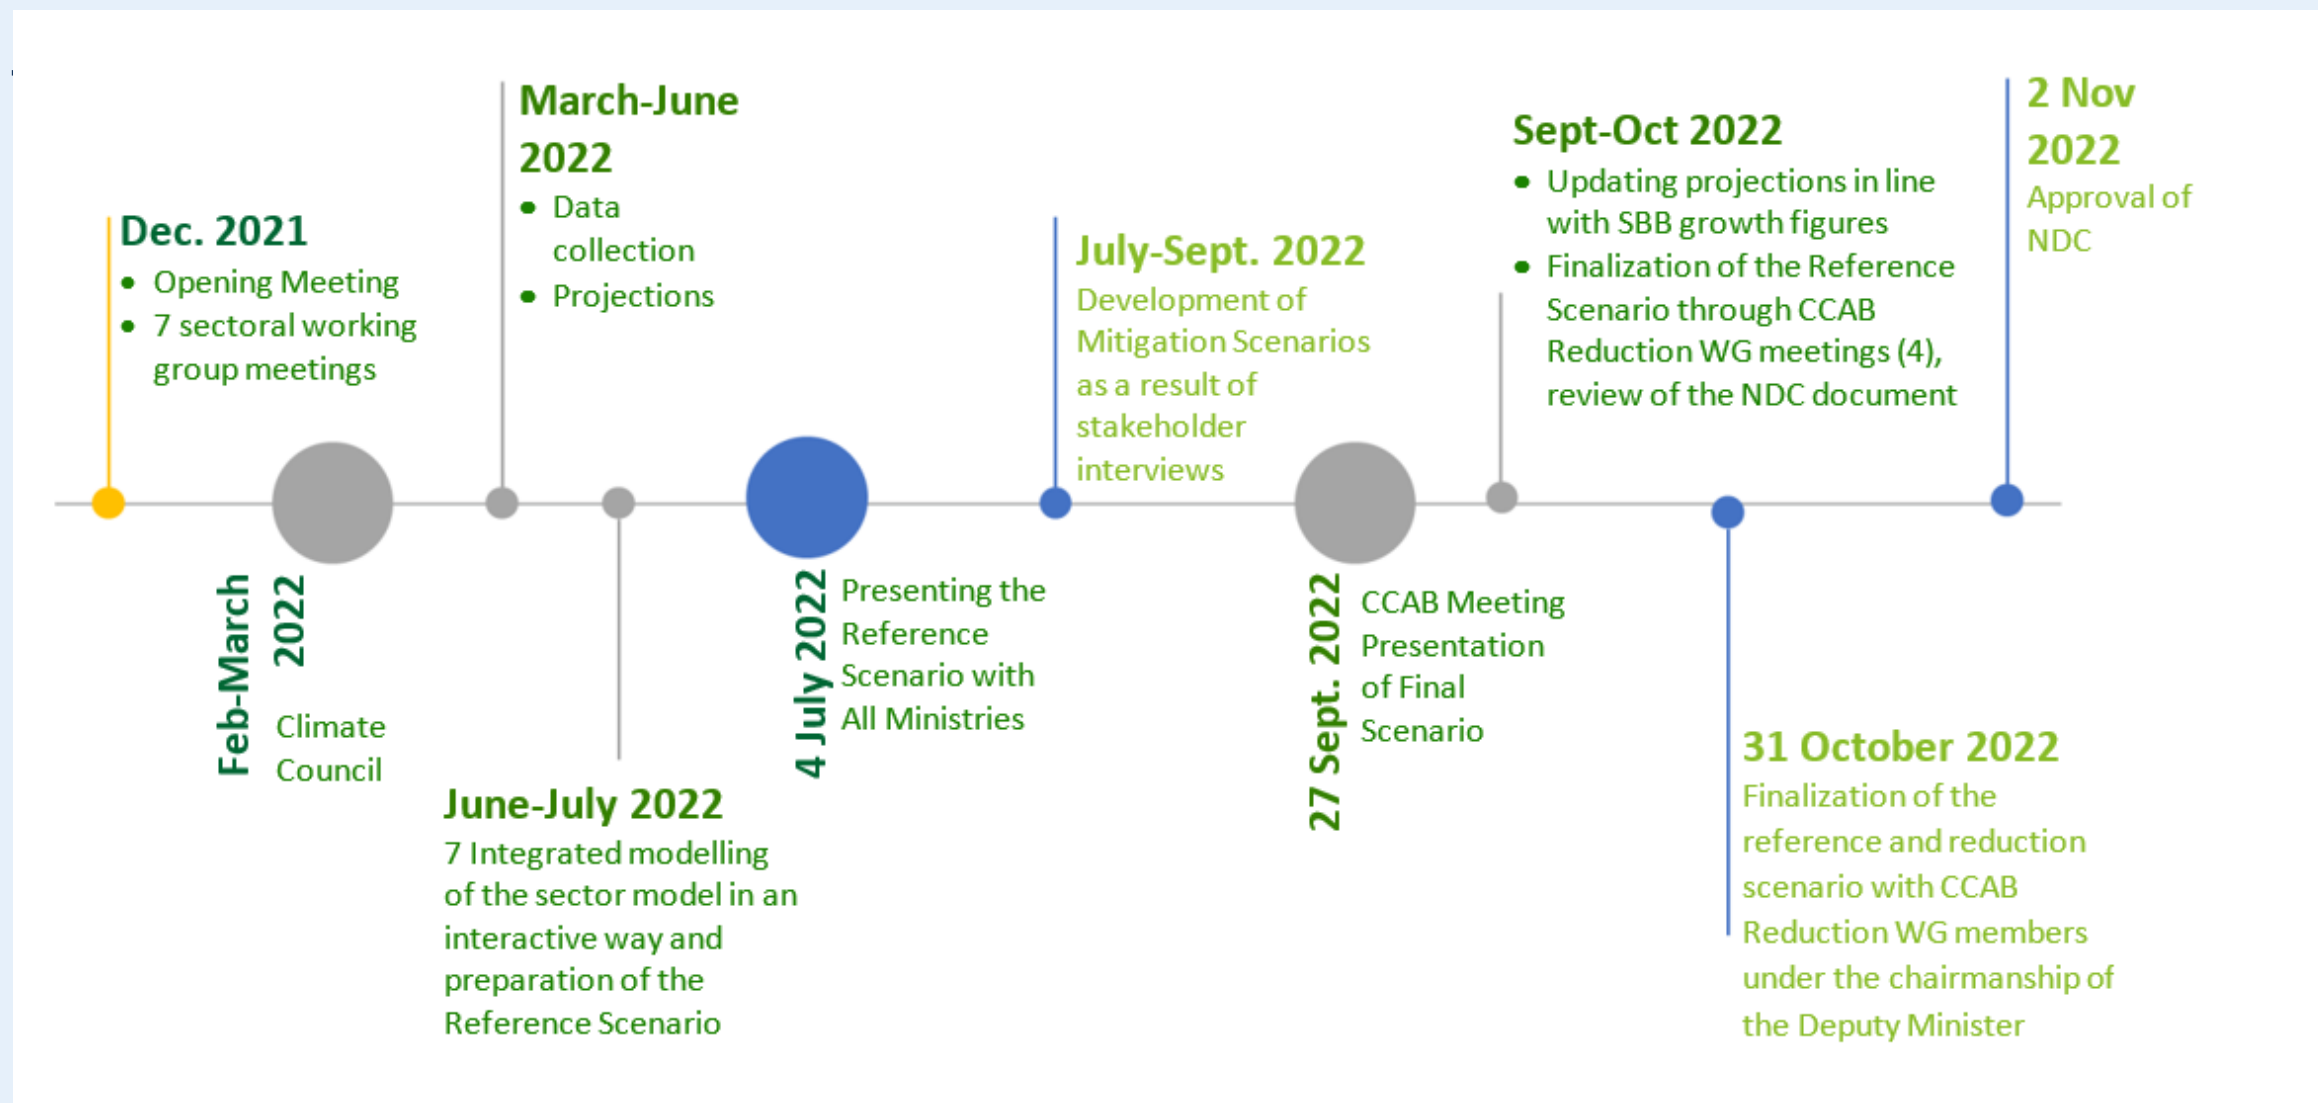 Dec. 2021
• Opening Meeting
• 7 sectoral working
group meetings
Feb-March
2022
Climate
Council
March-June
2022
• Data
collection
• Projections
June-July 2022
7 Integrated modelling
of the sector model in an
interactive way and
preparation of the
Reference Scenario
4 July 2022
Presenting the
Reference
Scenario with
All Ministries
July-Sept. 2022
Development of
Mitigation Scenarios
as a result of
stakeholder
interviews
27 Sept. 2022
CCAB Meeting
Presentation
of Final
Scenario
Sept-Oct 2022
• Updating projections in line
with SBB growth figures
• Finalization of the Reference
Scenario through CCAB
Reduction WG meetings (4),
review of the NDC document
31 October 2022
Finalization of the
reference and reduction
scenario with CCAB
Reduction WG members
under the chairmanship of
the Deputy Minister
2 Nov
2022
Approval of
NDC